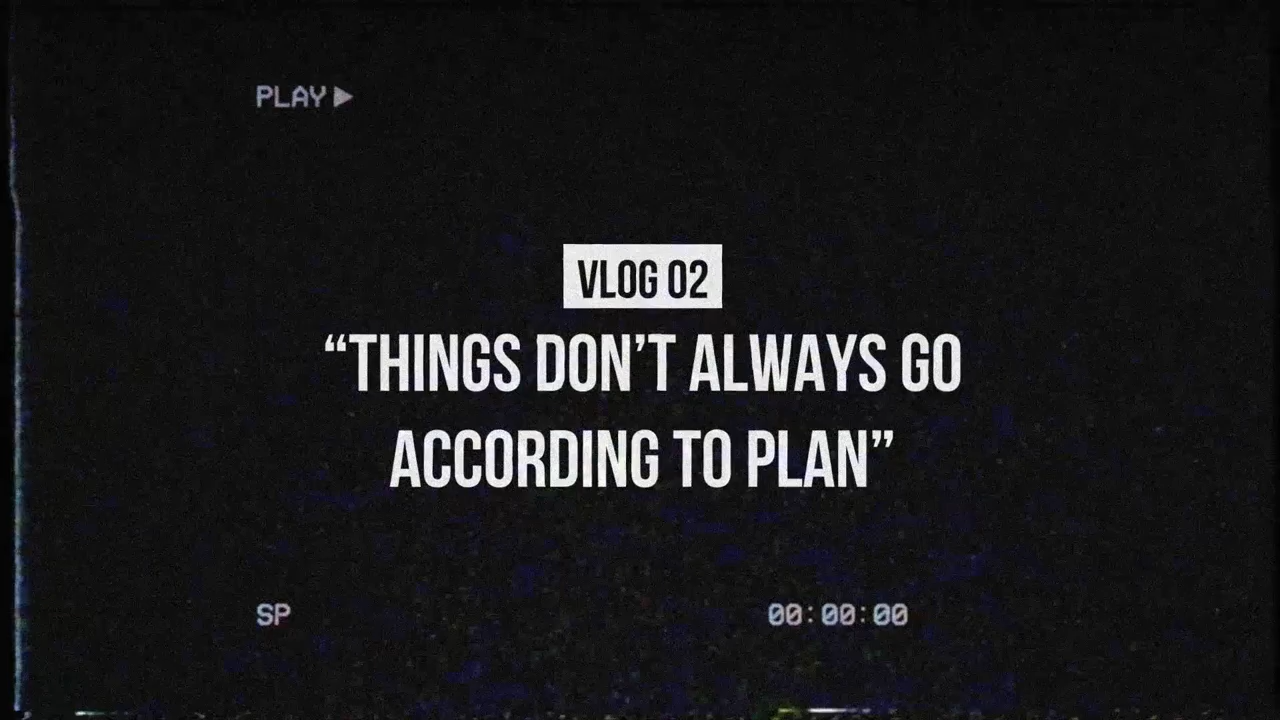 PLAY ▶
VLOG 02
“THINGS DON’T ALWAYS GO
ACCORDING TO PLAN”
SP
00:00:00